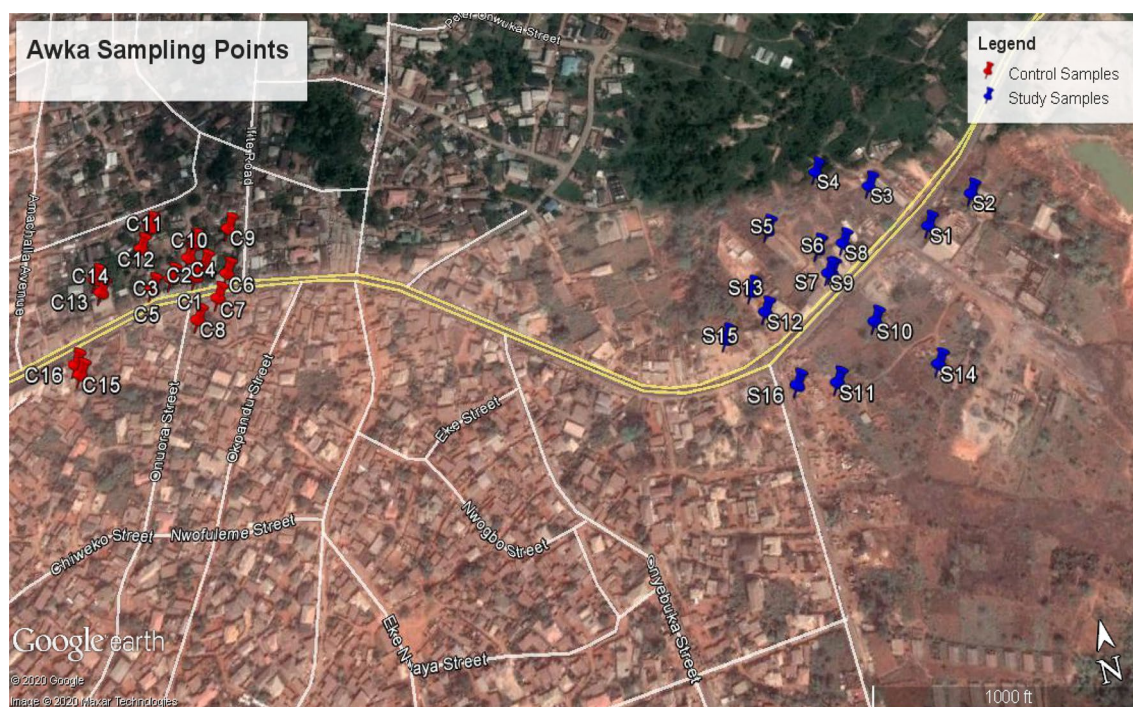 Awka Sampling Points
Legend
Control Samples
Study Samples
Peter Onwuka Street
Ifite Road
Amachalla Avenue
S4
S3
S2
C11
C10
C9
S5
S1
C12
S6
S8
C14
C2
C4
C6
S7
S9
C13
C3
C1
C7
S13
C5
C8
S12
S10
S15
C16
C15
S16
S11
S14
Onuora Street
Okpandu Street
Eke Street
Chiweko Street
Nwofuleme Street
Nwogbo Street
Onyebuka Street
Street
Google earth
© 2020 Google
Image © 2020 Maxar Technologies
1000 ft
N